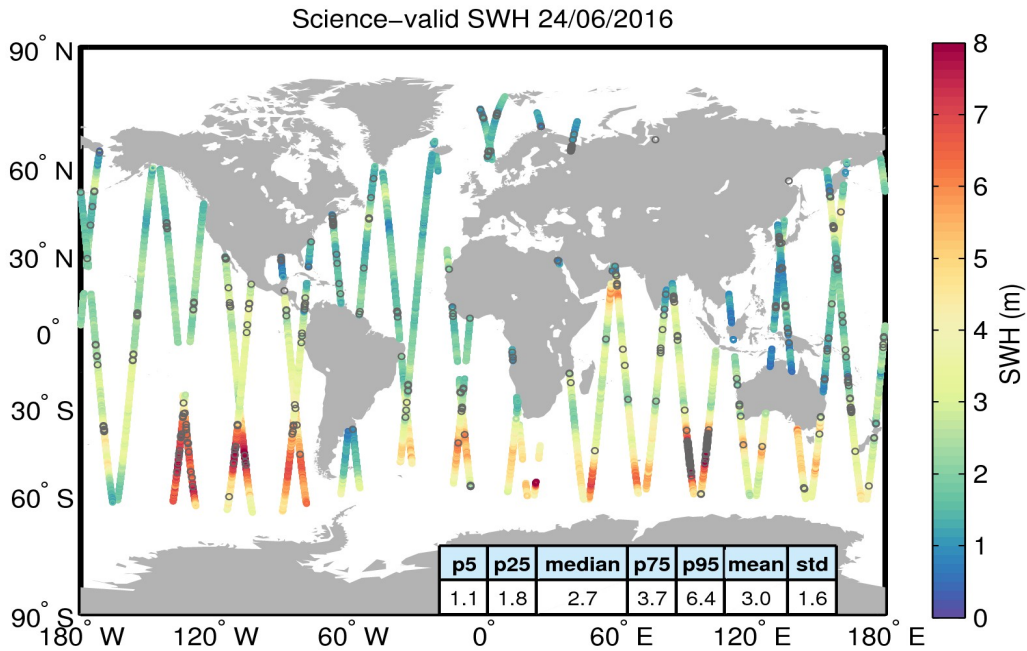 Science−valid SWH 24/06/2016
90° N
60° N
30° N
0°
30° S
60° S
90° S
180° W
120° W
60° W
0°
60° E
120° E
180° E
p5 p25 median p75 p95 mean std
1.1 1.8 2.7 3.7 6.4 3.0 1.6
8
7
6
5
4
3
2
1
0
SWH (m)